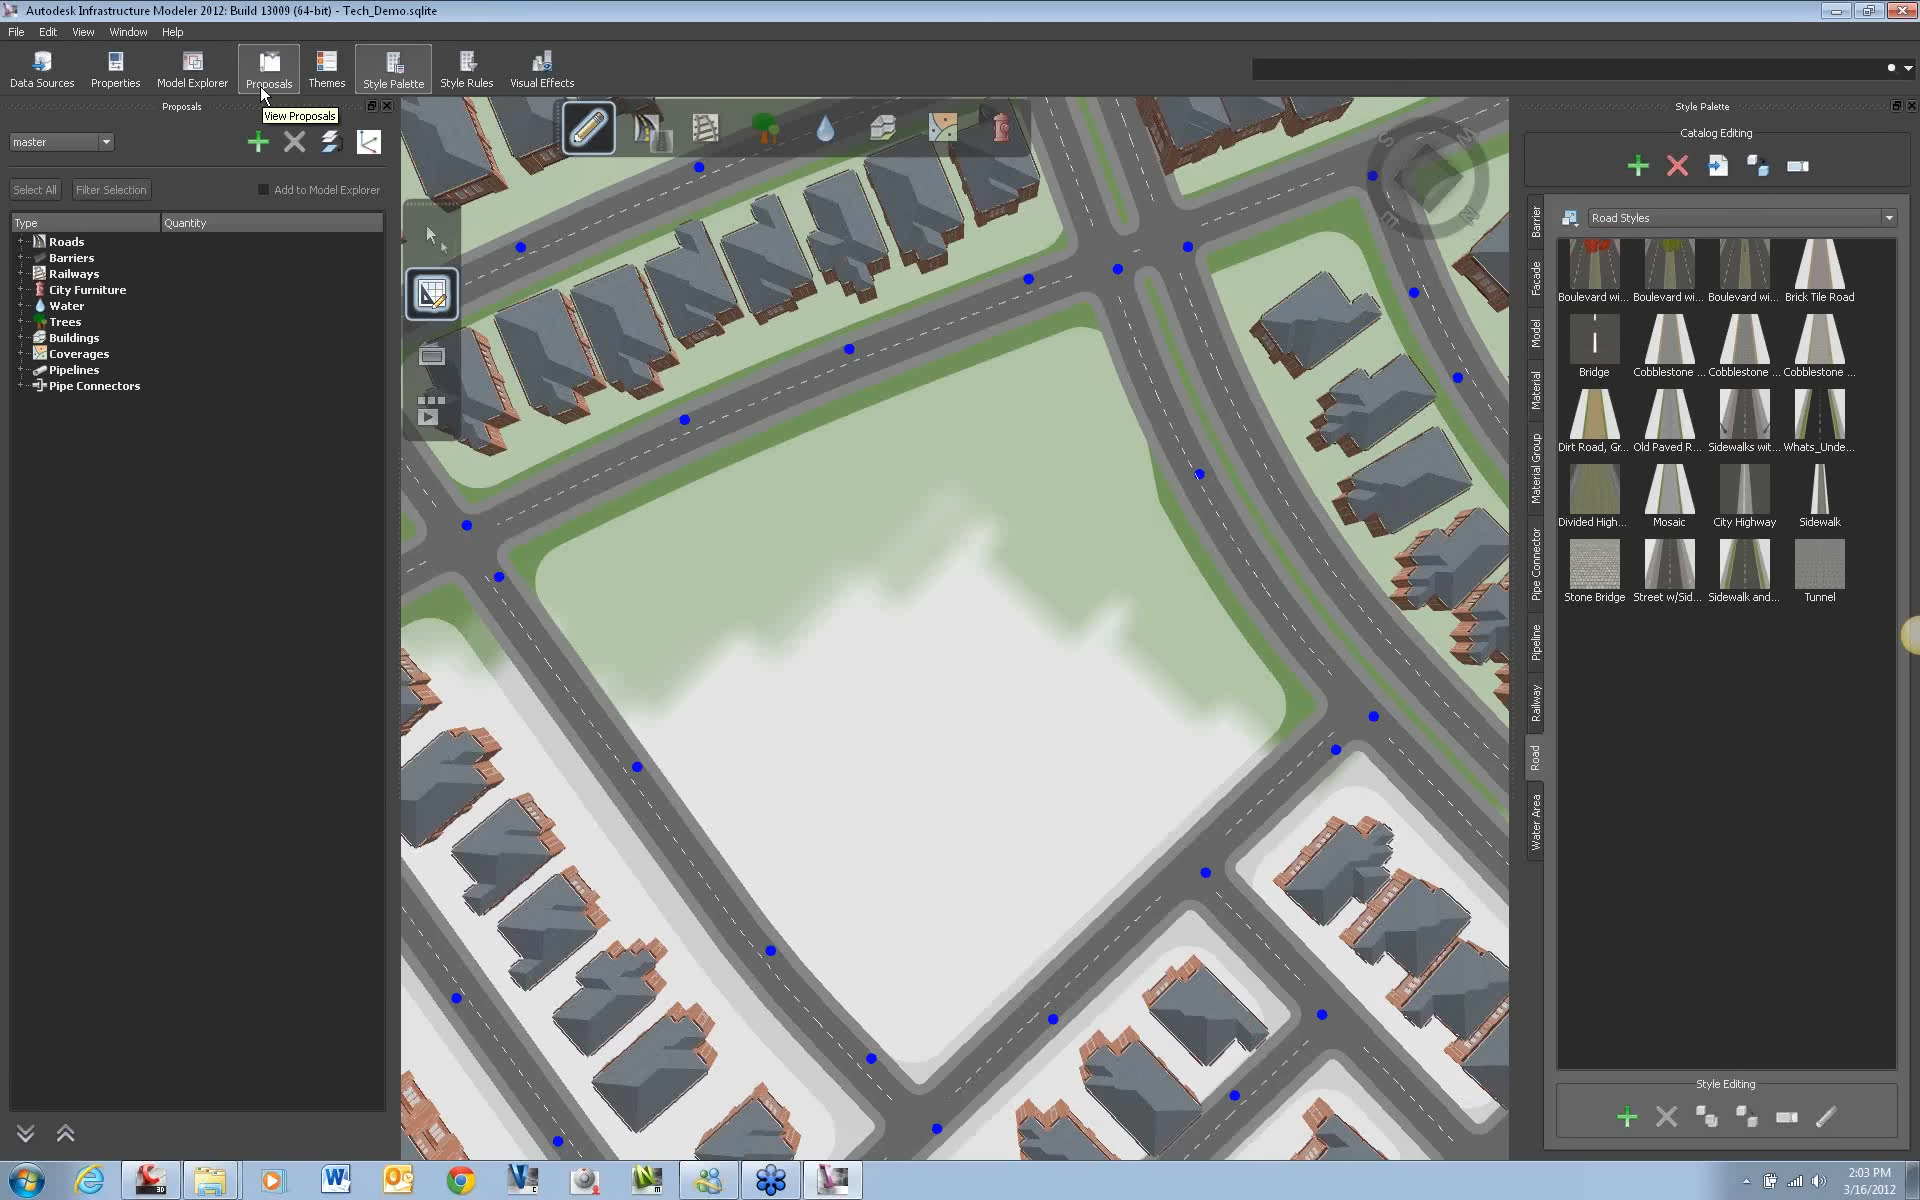 Autodesk Infrastructure Modeler 2012: Build 13009 (64-bit) - Tech_Demo.sqlite
File Edit View Window Help
Data Sources Properties Model Explorer Proposals Themes Style Palette Style Rules Visual Effects
Proposals
View Proposals
master
Select All Filter Selection Add to Model Explorer
Type Quantity
Roads
Barriers
Railways
City Furniture
Water
Trees
Buildings
Coverages
Pipelines
Pipe Connectors
Style Palette
Catalog Editing
Barrier
Facade
Model
Material
Material Group
Pipe Connector
Pipeline
Railway
Road
Water Area
Road Styles
Boulevard wi... Boulevard wi... Boulevard wi... Brick Tile Road
Bridge Cobblestone ... Cobblestone ... Cobblestone ...
Dirt Road, Gr... Old Paved R... Sidewalks wit... Whats_Unde...
Divided High... Mosaic City Highway Sidewalk
Stone Bridge Street w/Sid... Sidewalk and... Tunnel
Style Editing
2:03 PM
3/16/2012